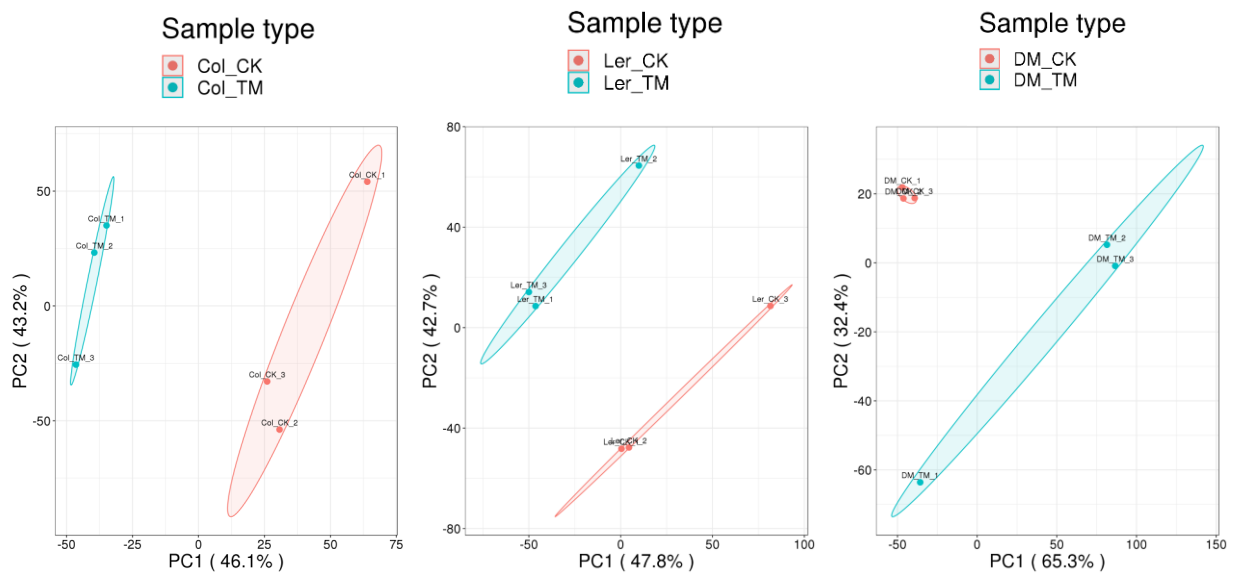 Sample type
Col_CK
Col_TM
50
0
-50
PC2 ( 43.2% )
Col_CK_1
Col_TM_1
Col_TM_2
Col_TM_3
Col_CK_3
Col_CK_2
-50
-25
0
25
50
75
PC1 ( 46.1% )
Sample type
Ler_CK
Ler_TM
80
40
0
-40
-80
PC2 ( 42.7% )
Ler_TM_2
Ler_TM_3
Ler_TM_1
Ler_CK_3
-50
0
50
100
PC1 ( 47.8% )
Sample type
DM_CK
DM_TM
20
0
-20
-40
-60
PC2 ( 32.4% )
DM_CK_1
DM_TM_2
DM_TM_3
DM_TM_1
-50
0
50
100
150
PC1 ( 65.3% )